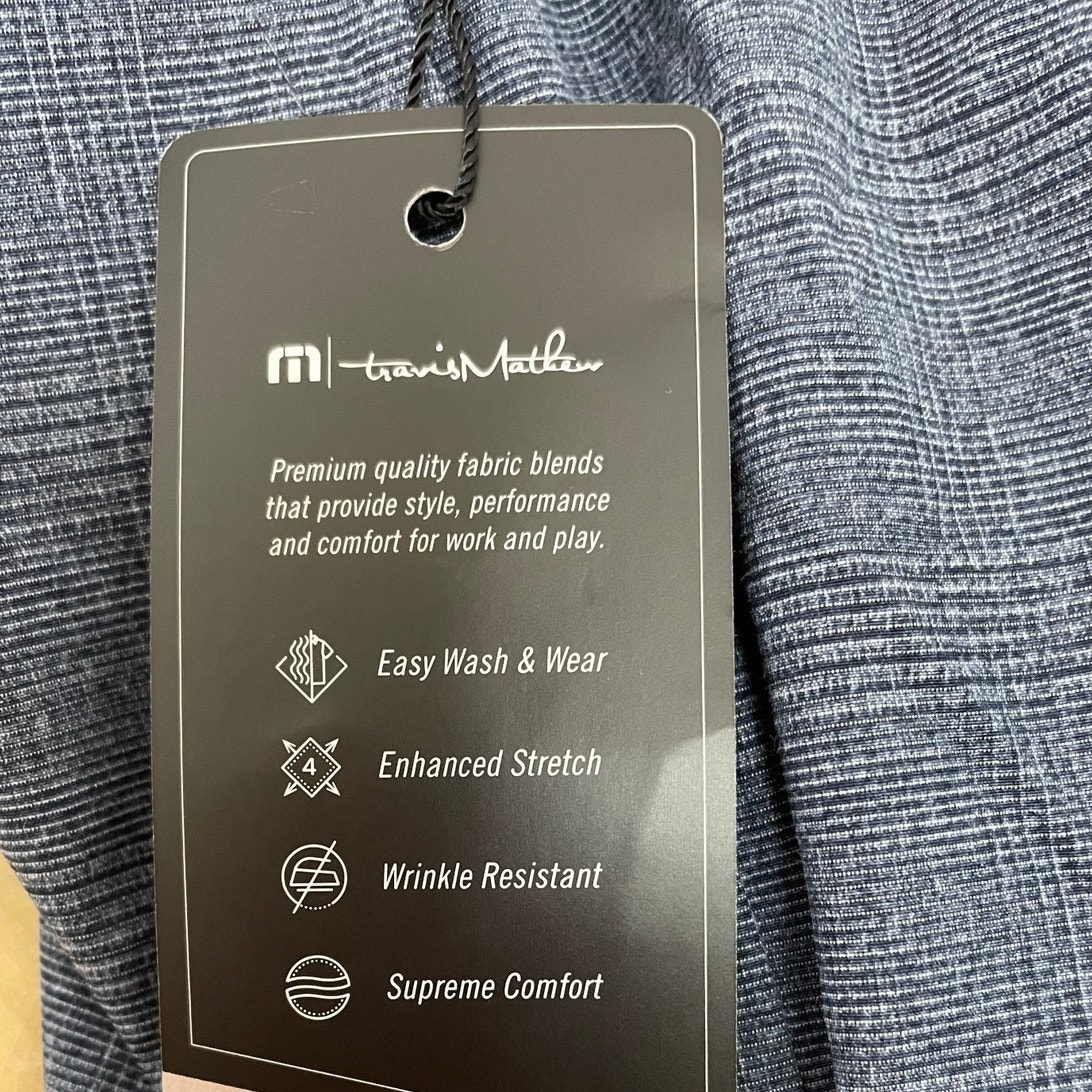 m travisMathew
Premium quality fabric blends
that provide style, performance
and comfort for work and play.
Easy Wash & Wear
4 Enhanced Stretch
Wrinkle Resistant
Supreme Comfort